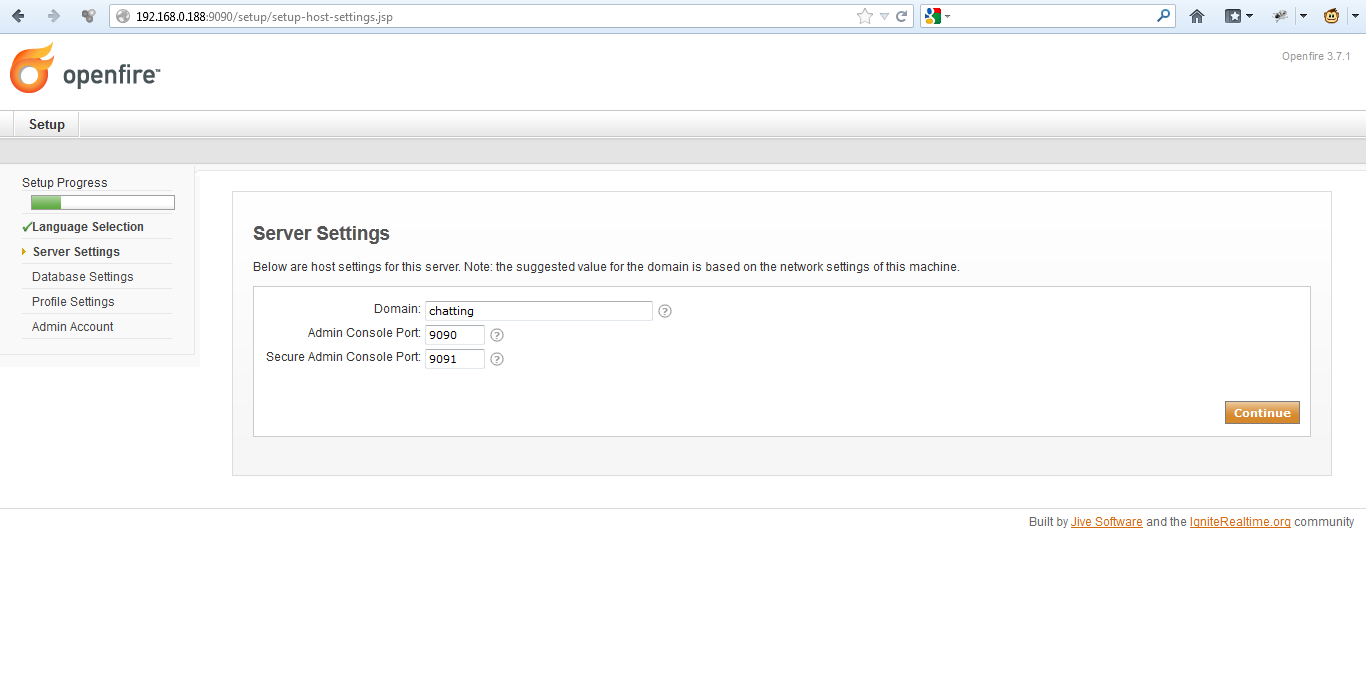 192.168.0.188:9090/setup/setup-host-settings.jsp
openfire™
Openfire 3.7.1
Setup
Setup Progress
Language Selection
Server Settings
Database Settings
Profile Settings
Admin Account
Server Settings
Below are host settings for this server. Note: the suggested value for the domain is based on the network settings of this machine.
Domain: chatting ?
Admin Console Port: 9090 ?
Secure Admin Console Port: 9091 ?
Continue
Built by Jive Software and the IgniteRealtime.org community